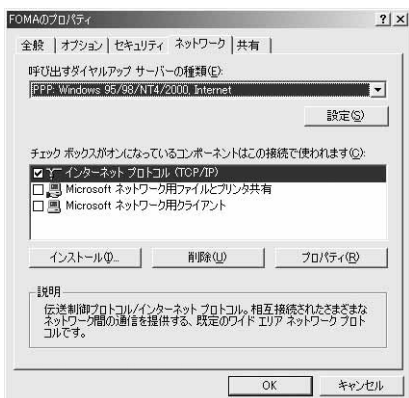 FOMAのプロパティ
全般 オプション セキュリティ ネットワーク 共有
呼び出すダイヤルアップ サーバーの種類(E):
PPP: Windows 95/98/NT4/2000, Internet
設定(S)
チェック ボックスがオンになっているコンポーネントはこの接続で使われます(C):
インターネット プロトコル (TCP/IP)
Microsoft ネットワーク用ファイルとプリンタ共有
Microsoft ネットワーク用クライアント
インストール(I)... 削除(U) プロパティ(R)
説明
伝送制御プロトコル/インターネット プロトコル。相互接続されたさまざまな
ネットワーク間の通信を提供する、既定のワイド エリア ネットワーク プロト
コルです。
OK キャンセル